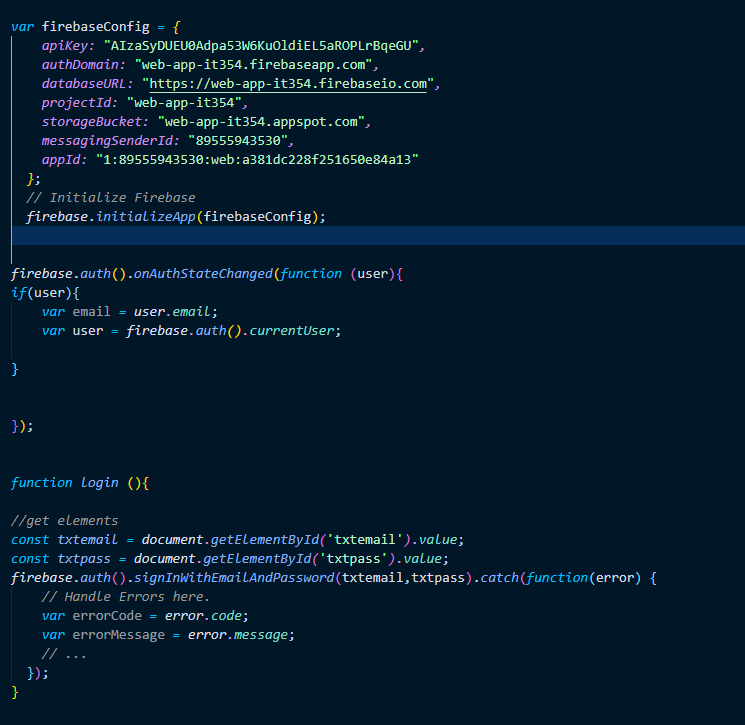 var firebaseConfig = {
    apiKey: "AIzaSyDUEU0Adpa53W6KuOldiEL5aROPLrBqeGU",
    authDomain: "web-app-it354.firebaseapp.com",
    databaseURL: "https://web-app-it354.firebaseio.com",
    projectId: "web-app-it354",
    storageBucket: "web-app-it354.appspot.com",
    messagingSenderId: "89555943530",
    appId: "1:89555943530:web:a381dc228f251650e84a13"
  };
  // Initialize Firebase
  firebase.initializeApp(firebaseConfig);
firebase.auth().onAuthStateChanged(function (user){
if(user){
    var email = user.email;
    var user = firebase.auth().currentUser;
}
});
function login (){
//get elements
const txtemail = document.getElementById('txtemail').value;
const txtpass = document.getElementById('txtpass').value;
firebase.auth().signInWithEmailAndPassword(txtemail,txtpass).catch(function(error) {
    // Handle Errors here.
    var errorCode = error.code;
    var errorMessage = error.message;
    // ...
  });
}